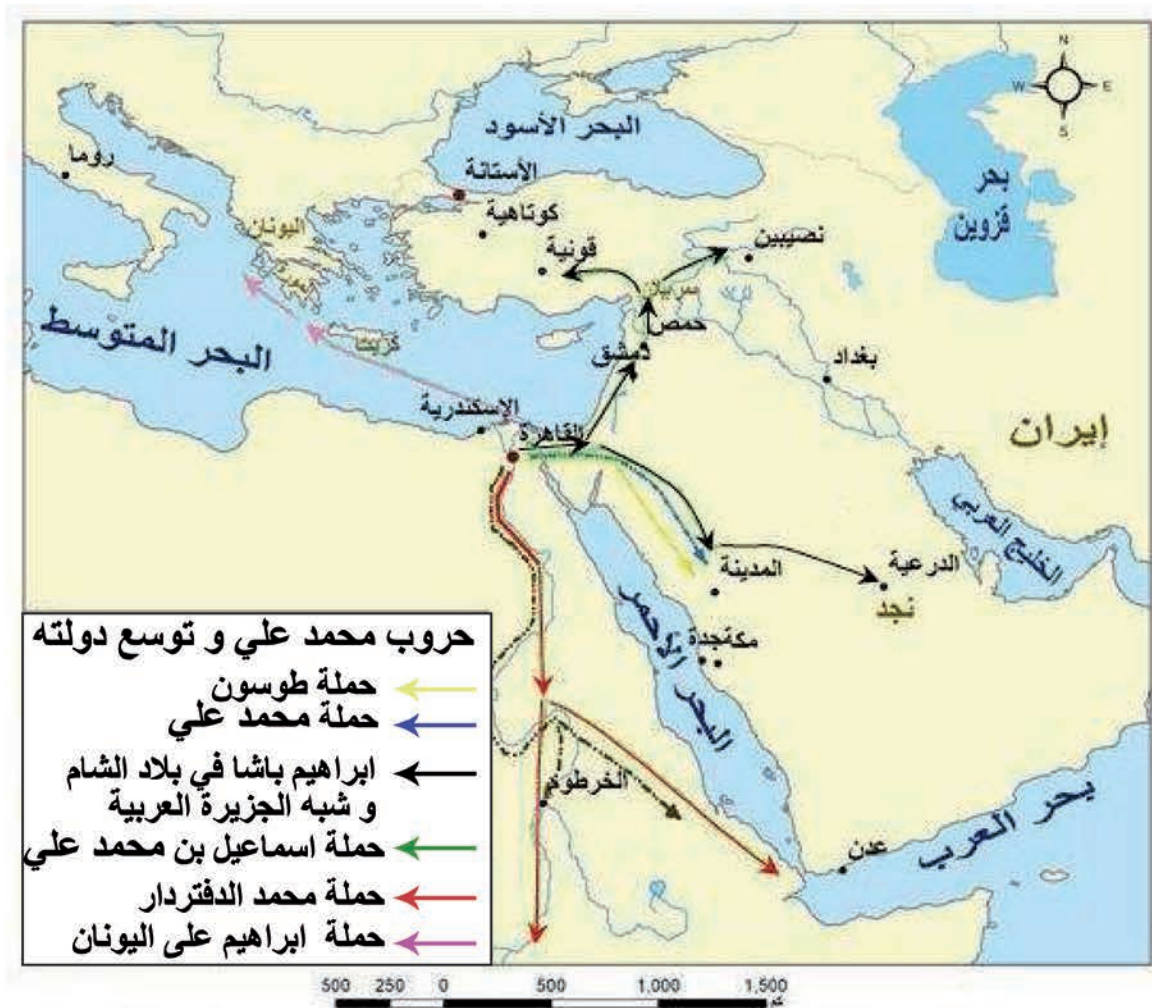 N
W E
S
البحر الأسود
بحر
قزوين
روما
الأستانة
كوتاهية
اليونان
قونية
نصيبين
حمص
دمشق
كريتا
البحر المتوسط
بغداد
إيران
الإسكندرية
القاهرة
الخليج العربي
الدرعية
نجد
المدينة
مكة
جدة
البحر الأحمر
الخرطوم
عدن
بحر العرب
حروب محمد علي و توسع دولته
حملة طوسون
حملة محمد علي
ابراهيم باشا في بلاد الشام
و شبه الجزيرة العربية
حملة اسماعيل بن محمد علي
حملة محمد الدفتردار
حملة ابراهيم على اليونان
500 250 0 500 1,000 1,500
كم